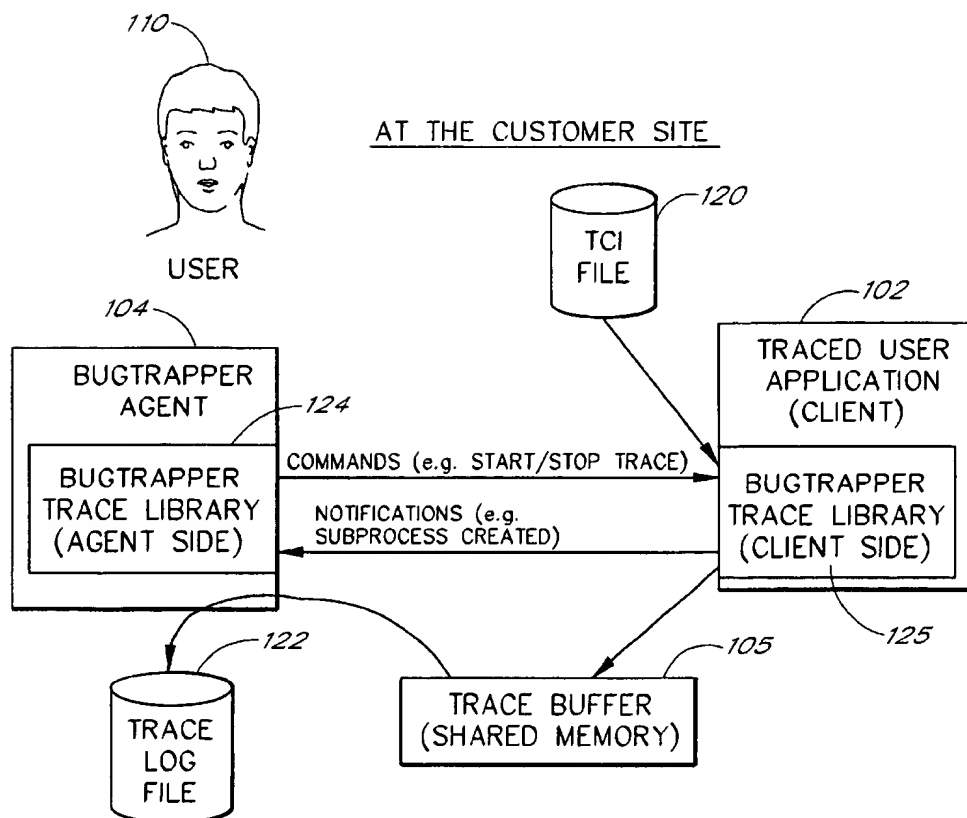 110
AT THE CUSTOMER SITE
USER
120
TCI
FILE
104
BUGTRAPPER
AGENT
124
BUGTRAPPER
TRACE LIBRARY
(AGENT SIDE)
COMMANDS (e.g. START/STOP TRACE)
NOTIFICATIONS (e.g.
SUBPROCESS CREATED)
102
TRACED USER
APPLICATION
(CLIENT)
BUGTRAPPER
TRACE LIBRARY
(CLIENT SIDE)
125
122
TRACE
LOG
FILE
105
TRACE BUFFER
(SHARED MEMORY)